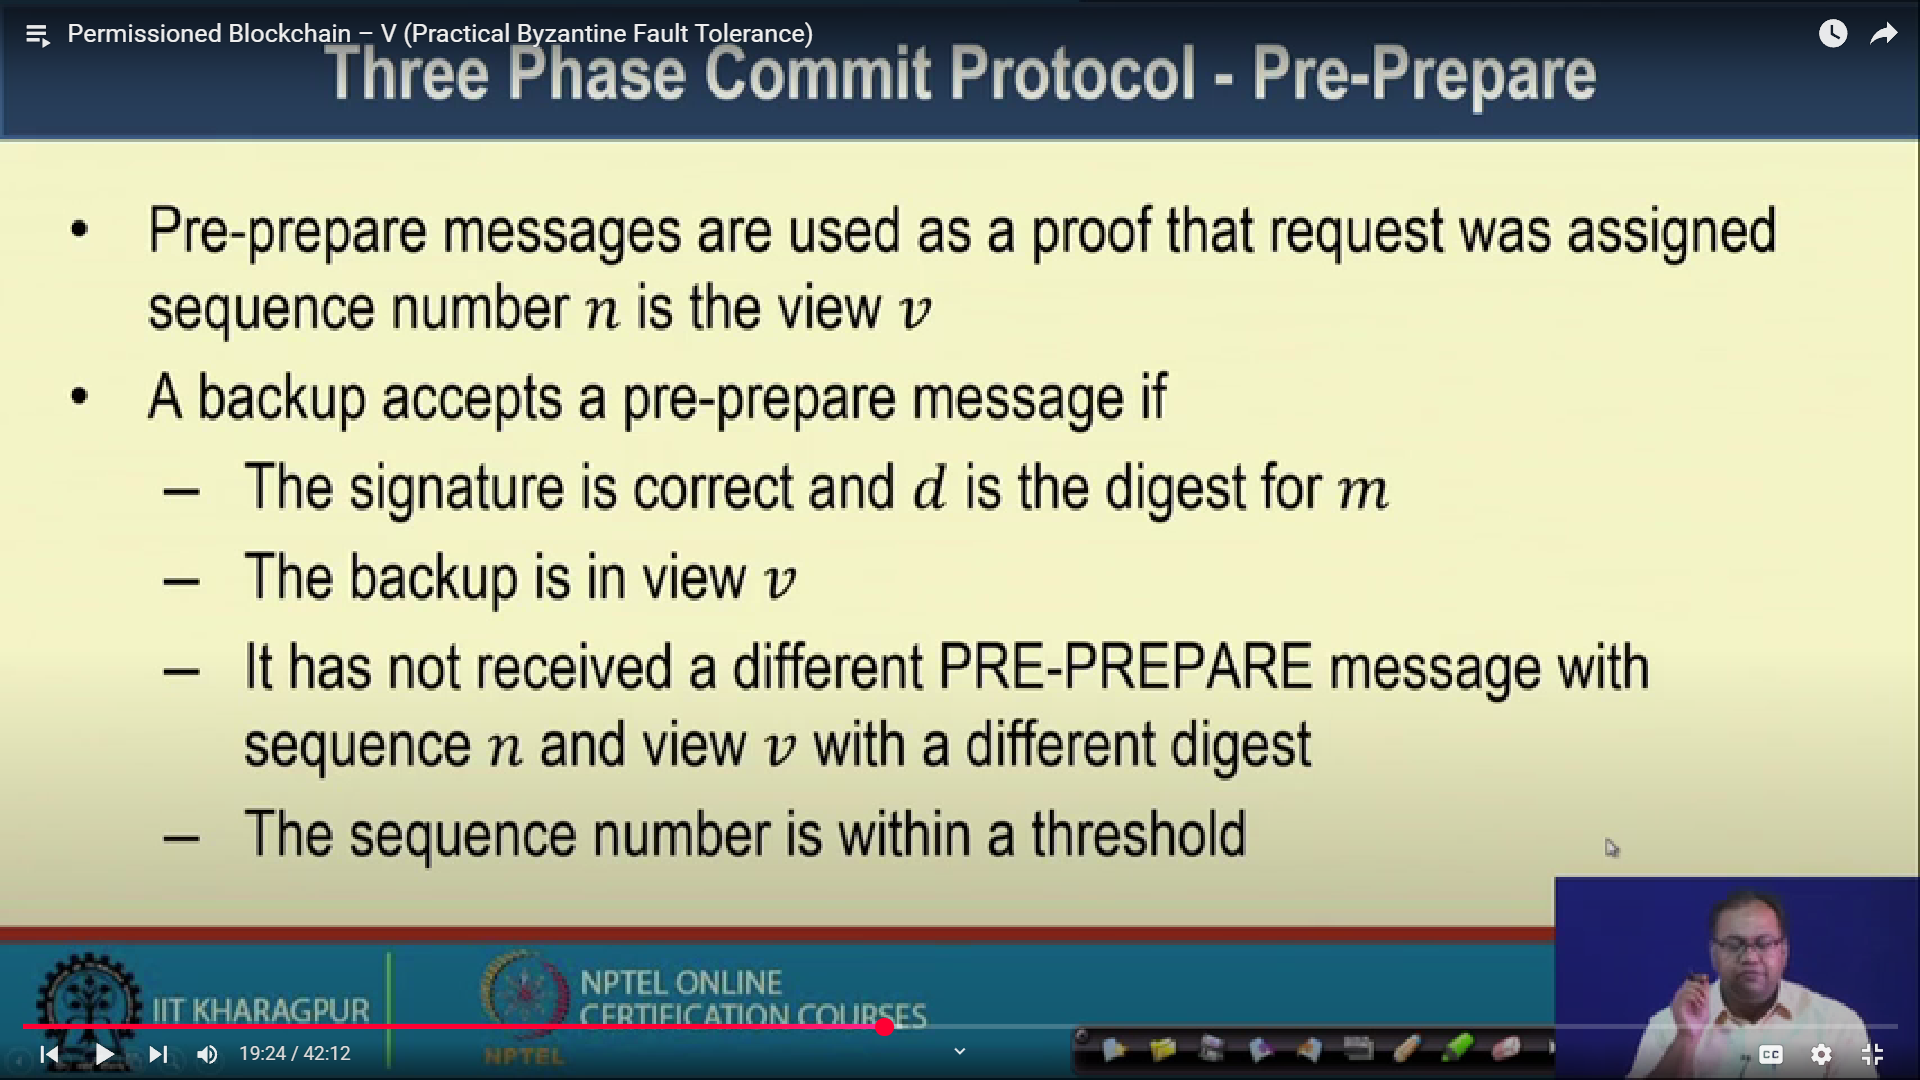 Permissioned Blockchain – V (Practical Byzantine Fault Tolerance)
Three Phase Commit Protocol - Pre-Prepare
• Pre-prepare messages are used as a proof that request was assigned
sequence number n is the view v
• A backup accepts a pre-prepare message if
– The signature is correct and d is the digest for m
– The backup is in view v
– It has not received a different PRE-PREPARE message with
sequence n and view v with a different digest
– The sequence number is within a threshold
IIT KHARAGPUR
NPTEL ONLINE
CERTIFICATION COURSES
NPTEL
19:24 / 42:12
CC